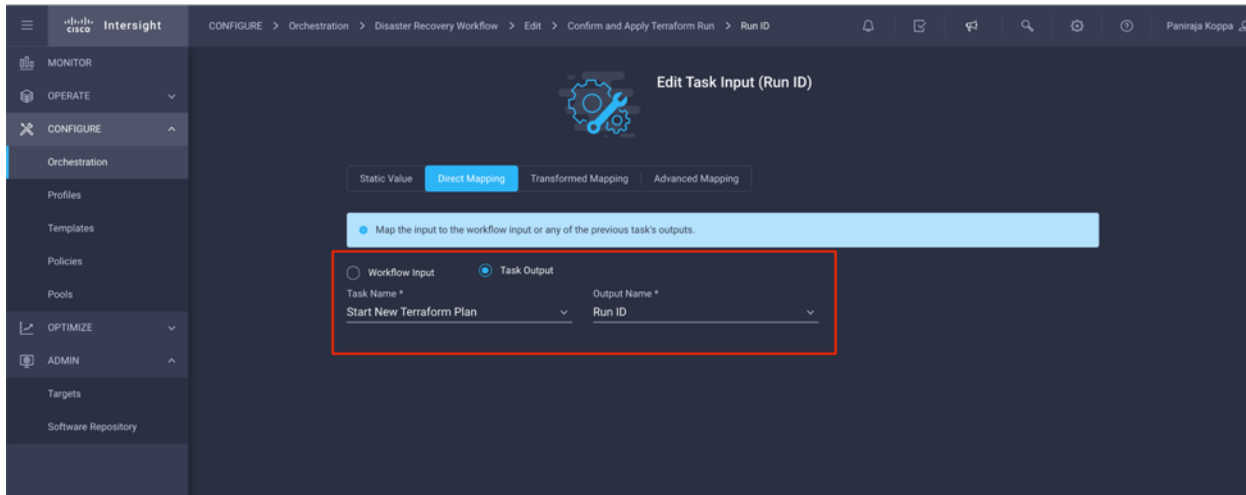 cisco Intersight
CONFIGURE > Orchestration > Disaster Recovery Workflow > Edit > Confirm and Apply Terraform Run > Run ID
Paniraja Koppa
MONITOR
OPERATE
CONFIGURE
Orchestration
Profiles
Templates
Policies
Pools
OPTIMIZE
ADMIN
Targets
Software Repository
Edit Task Input (Run ID)
Static Value Direct Mapping Transformed Mapping Advanced Mapping
Map the input to the workflow input or any of the previous task's outputs.
Workflow Input Task Output
Task Name * Output Name *
Start New Terraform Plan Run ID